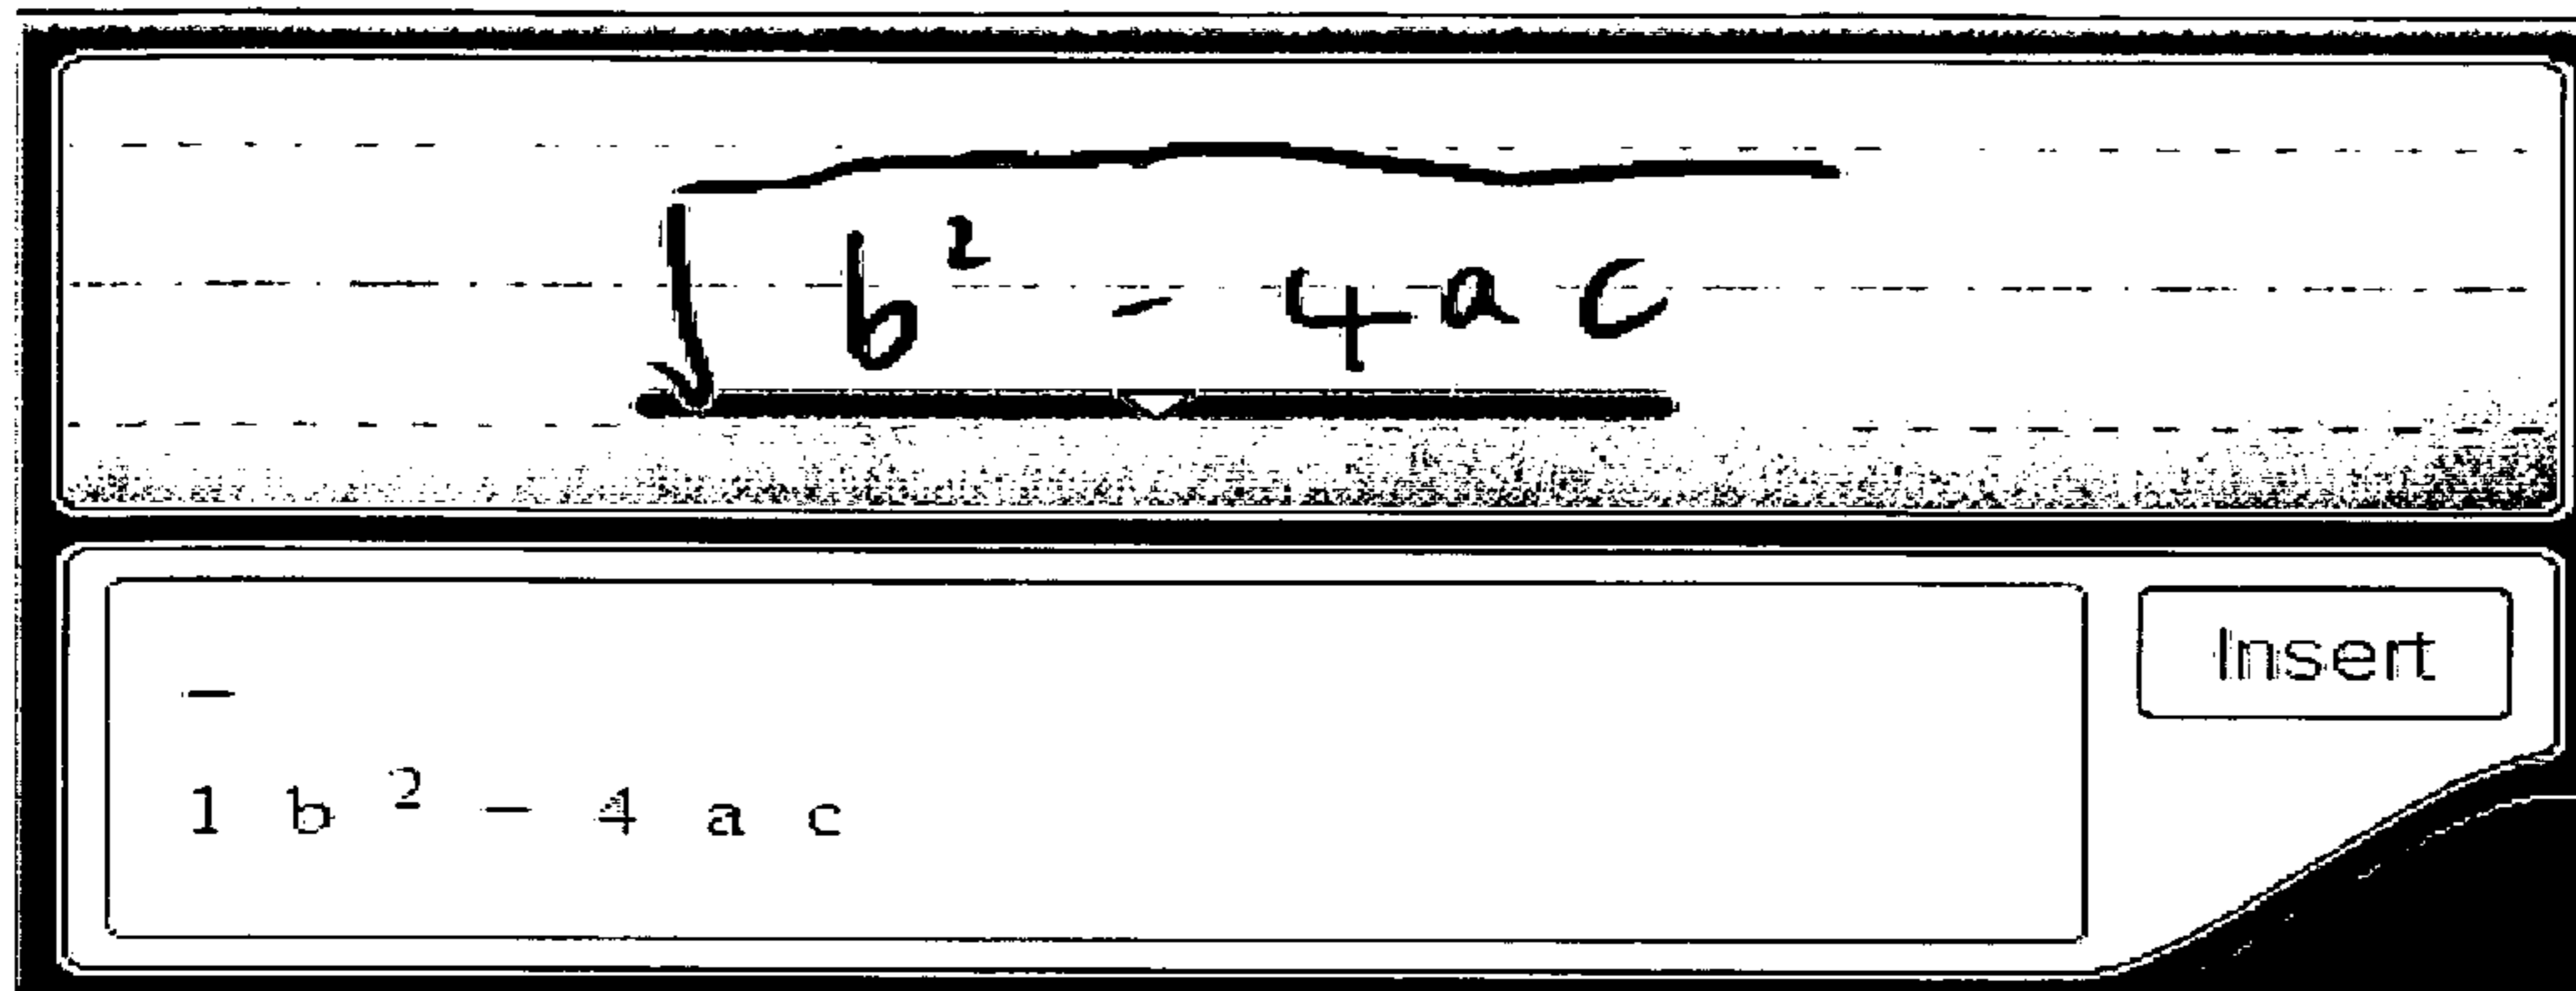 √(b² - 4ac)
Insert
—
1 b ² — 4 a c